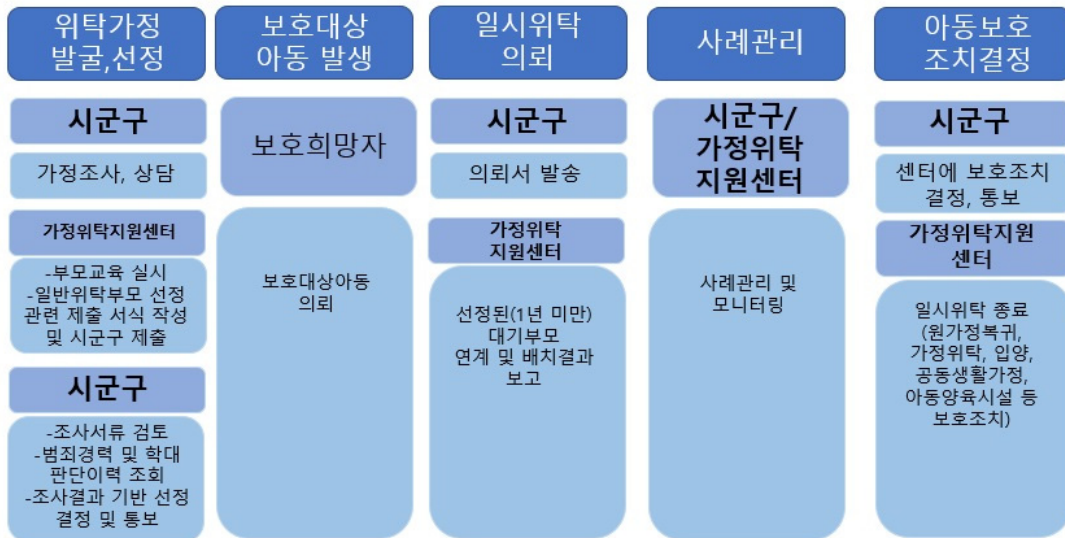 위탁가정
발굴,선정
시군구
가정조사, 상담
가정위탁지원센터
-부모교육 실시
-일반위탁부모 선정
관련 제출 서식 작성
및 시군구 제출
시군구
-조사서류 검토
-범죄경력 및 학대
판단이력 조회
-조사결과 기반 선정
결정 및 통보
보호대상
아동 발생
보호희망자
보호대상아동
의뢰
일시위탁
의뢰
시군구
의뢰서 발송
가정위탁
지원센터
선정된(1년 미만)
대기부모
연계 및 배치결과
보고
사례관리
시군구/
가정위탁
지원센터
사례관리 및
모니터링
아동보호
조치결정
시군구
센터에 보호조치
결정, 통보
가정위탁지원
센터
일시위탁 종료
(원가정복귀,
가정위탁, 입양,
공동생활가정,
아동양육시설 등
보호조치)